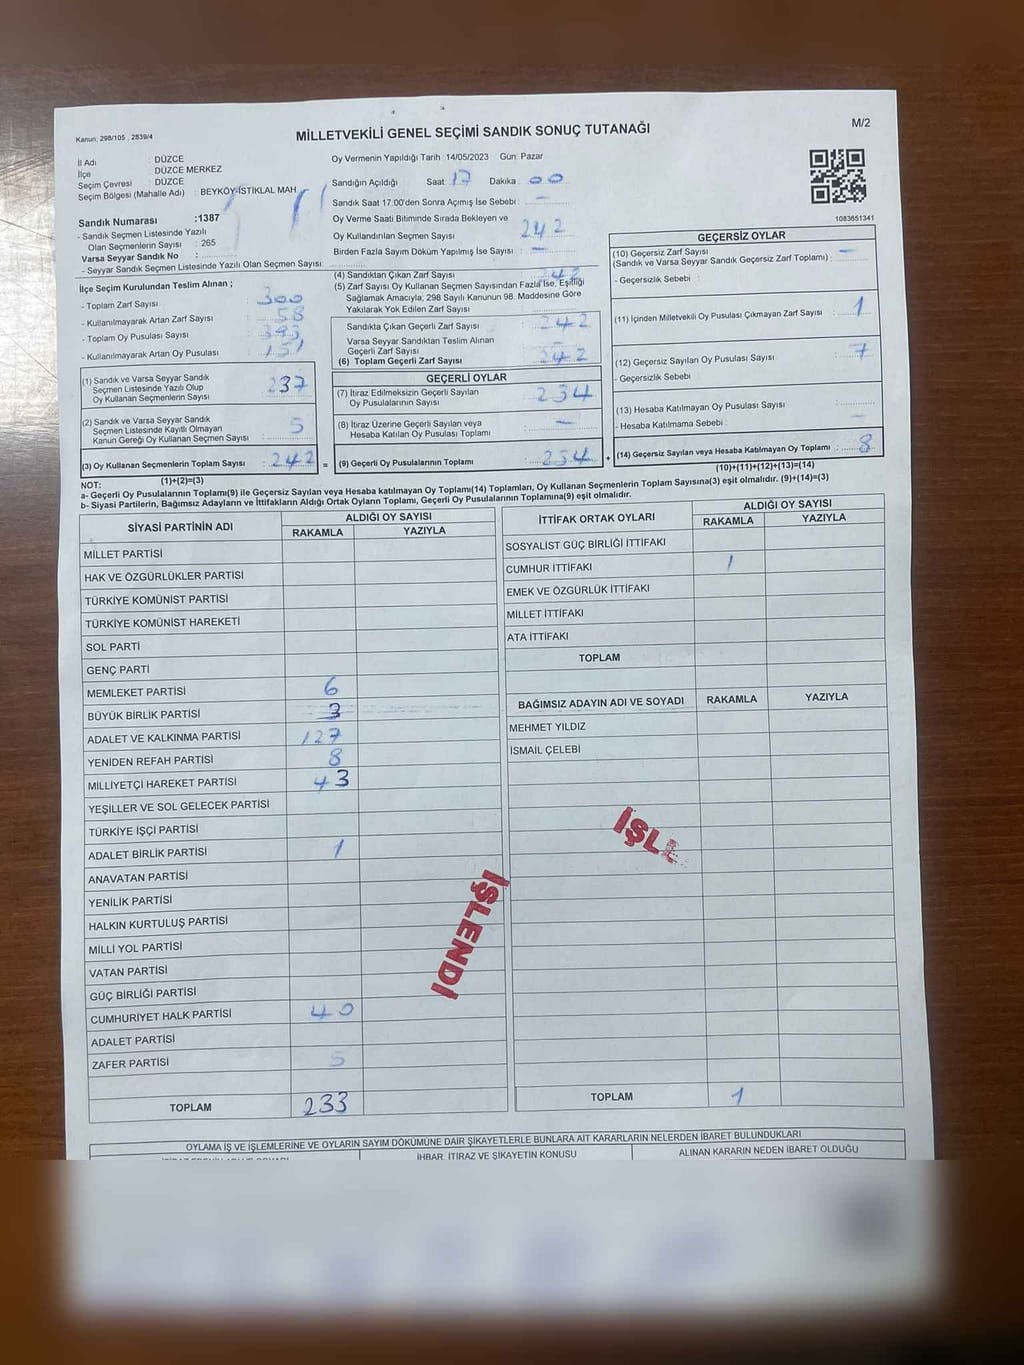 Kanun, 298/105 , 2839/4
MİLLETVEKİLİ GENEL SEÇİMİ SANDIK SONUÇ TUTANAĞI
M/2
İl Adı : DÜZCE
İlçe : DÜZCE MERKEZ
Seçim Çevresi : DÜZCE
Seçim Bölgesi (Mahalle Adı) : BEYKÖY-İSTİKLAL MAH
Sandık Numarası :1387
- Sandık Seçmen Listesinde Yazılı
Olan Seçmenlerin Sayısı : 265
Varsa Seyyar Sandık No :
- Seyyar Sandık Seçmen Listesinde Yazılı Olan Seçmen Sayısı:
Oy Vermenin Yapıldığı Tarih :14/05/2023 Gün: Pazar
Sandığın Açıldığı Saat: 17 Dakika: 00
Sandık Saat 17.00'den Sonra Açımış İse Sebebi : –
Oy Verme Saati Bitiminde Sırada Bekleyen ve
Oy Kullandırılan Seçmen Sayısı 242
Birden Fazla Sayım Döküm Yapılmış İse Sayısı : –
1083651341
İlçe Seçim Kurulundan Teslim Alınan ;
- Toplam Zarf Sayısı : 300
- Kullanılmayarak Artan Zarf Sayısı : 58
- Toplam Oy Pusulası Sayısı : 393
- Kullanılmayarak Artan Oy Pusulası : 151
(1) Sandık ve Varsa Seyyar Sandık
Seçmen Listesinde Yazılı Olup
Oy Kullanan Seçmenlerin Sayısı : 237
(2) Sandık ve Varsa Seyyar Sandık
Seçmen Listesinde Kayıtlı Olmayan
Kanun Gereği Oy Kullanan Seçmen Sayısı : 5
(3) Oy Kullanan Seçmenlerin Toplam Sayısı : 242 =
(1)+(2)=(3)
(4) Sandıktan Çıkan Zarf Sayısı : 242
(5) Zarf Sayısı Oy Kullanan Seçmen Sayısından Fazla İse, Eşitliği
Sağlamak Amacıyla, 298 Sayılı Kanunun 98. Maddesine Göre
Yakılarak Yok Edilen Zarf Sayısı :
Sandıkta Çıkan Geçerli Zarf Sayısı : 242
Varsa Seyyar Sandıktan Teslim Alınan
Geçerli Zarf Sayısı :
(6) Toplam Geçerli Zarf Sayısı : 242
GEÇERLİ OYLAR
(7) İtiraz Edilmeksizin Geçerli Sayılan
Oy Pusulalarının Sayısı : 234
(8) İtiraz Üzerine Geçerli Sayılan veya
Hesaba Katılan Oy Pusulası Toplamı : –
(9) Geçerli Oy Pusulalarının Toplamı : 234 +
GEÇERSİZ OYLAR
(10) Geçersiz Zarf Sayısı
(Sandık ve Varsa Seyyar Sandık Geçersiz Zarf Toplamı) : –
- Geçersizlik Sebebi :
(11) İçinden Milletvekili Oy Pusulası Çıkmayan Zarf Sayısı : 1
(12) Geçersiz Sayılan Oy Pusulası Sayısı : 7
- Geçersizlik Sebebi :
(13) Hesaba Katılmayan Oy Pusulası Sayısı :
- Hesaba Katılmama Sebebi : –
(14) Geçersiz Sayılan veya Hesaba Katılmayan Oy Toplamı : 8
(10)+(11)+(12)+(13)=(14)
NOT:
a- Geçerli Oy Pusulalarının Toplamı(9) ile Geçersiz Sayılan veya Hesaba katılmayan Oy Toplamı(14) Toplamları, Oy Kullanan Seçmenlerin Toplam Sayısına(3) eşit olmalıdır. (9)+(14)=(3)
b- Siyasi Partilerin, Bağımsız Adayların ve İttifakların Aldığı Ortak Oyların Toplamı, Geçerli Oy Pusulalarının Toplamına(9) eşit olmalıdır.
SİYASİ PARTİNİN ADI ALDIĞI OY SAYISI
RAKAMLA YAZIYLA
MİLLET PARTİSİ
HAK VE ÖZGÜRLÜKLER PARTİSİ
TÜRKİYE KOMÜNİST PARTİSİ
TÜRKİYE KOMÜNİST HAREKETİ
SOL PARTİ
GENÇ PARTİ
MEMLEKET PARTİSİ 6
BÜYÜK BİRLİK PARTİSİ 3
ADALET VE KALKINMA PARTİSİ 127
YENİDEN REFAH PARTİSİ 8
MİLLİYETÇİ HAREKET PARTİSİ 43
YEŞİLLER VE SOL GELECEK PARTİSİ
TÜRKİYE İŞÇİ PARTİSİ
ADALET BİRLİK PARTİSİ 1
ANAVATAN PARTİSİ
YENİLİK PARTİSİ
HALKIN KURTULUŞ PARTİSİ
MİLLİ YOL PARTİSİ
VATAN PARTİSİ
GÜÇ BİRLİĞİ PARTİSİ
CUMHURİYET HALK PARTİSİ 40
ADALET PARTİSİ
ZAFER PARTİSİ 5
TOPLAM 233
İTTİFAK ORTAK OYLARI ALDIĞI OY SAYISI
RAKAMLA YAZIYLA
SOSYALİST GÜÇ BİRLİĞİ İTTİFAKI
CUMHUR İTTİFAKI 1
EMEK VE ÖZGÜRLÜK İTTİFAKI
MİLLET İTTİFAKI
ATA İTTİFAKI
TOPLAM
BAĞIMSIZ ADAYIN ADI VE SOYADI RAKAMLA YAZIYLA
MEHMET YILDIZ
İSMAİL ÇELEBİ
İŞLE
İŞLENDİ
TOPLAM 1
OYLAMA İŞ VE İŞLEMLERİNE VE OYLARIN SAYIM DÖKÜMÜNE DAİR ŞİKAYETLERLE BUNLARA AİT KARARLARIN NELERDEN İBARET BULUNDUKLARI
İHBAR, İTİRAZ VE ŞİKAYETİN KONUSU ALINAN KARARIN NEDEN İBARET OLDUĞU